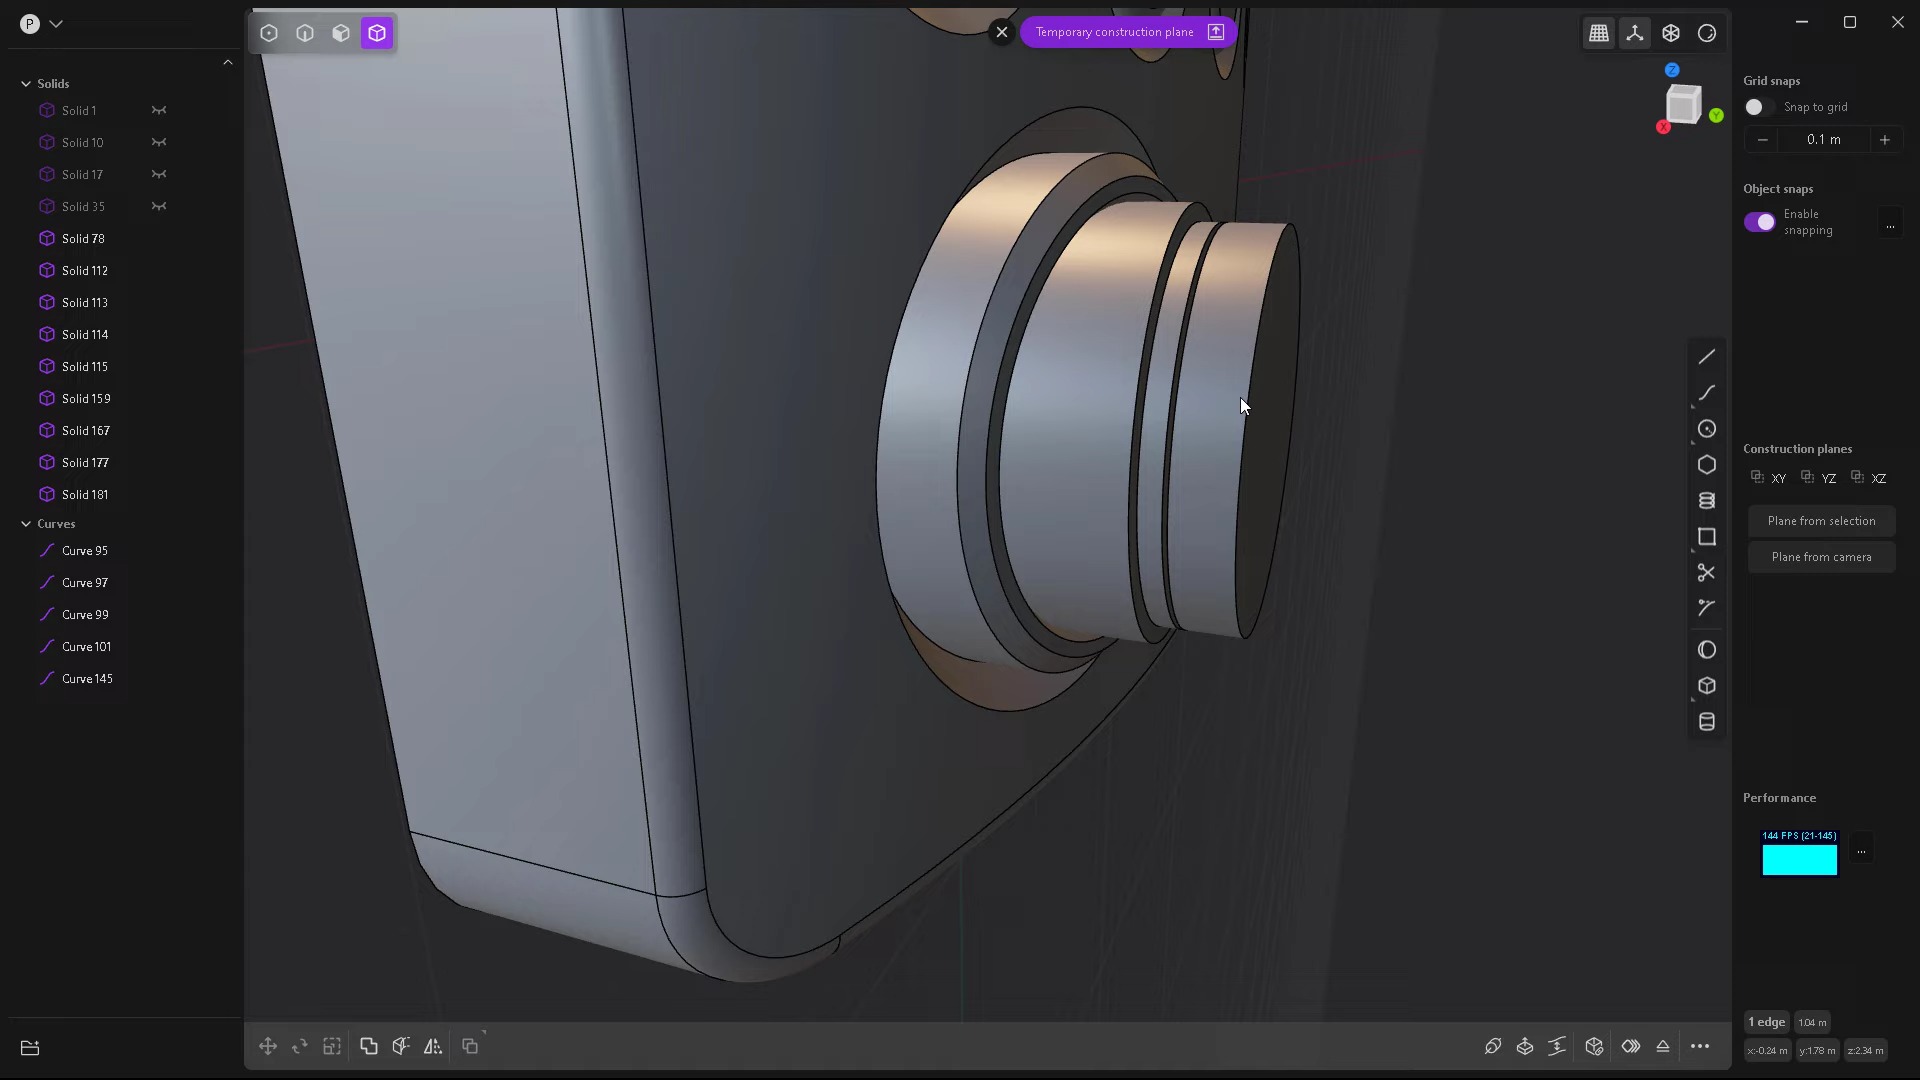 P
Temporary construction plane
Solids
Solid 1
Solid 10
Solid 17
Solid 35
Solid 78
Solid 112
Solid 113
Solid 114
Solid 115
Solid 159
Solid 167
Solid 177
Solid 181
Curves
Curve 95
Curve 97
Curve 99
Curve 101
Curve 145
Z
Y
X
Grid snaps
Snap to grid
0.1 m
Object snaps
Enable
snapping
...
Construction planes
XY YZ XZ
Plane from selection
Plane from camera
Performance
144 FPS (21-145)
...
1 edge 1.04 m
x:-0.24 m y:1.78 m z:2.34 m